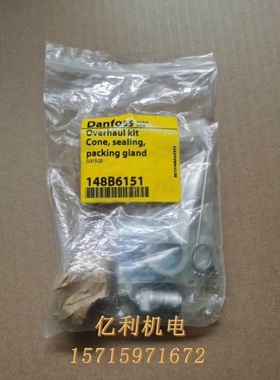 Danfoss
Overhaul kit
Cone, sealing,
packing gland
148B6151
亿利机电
15715971672